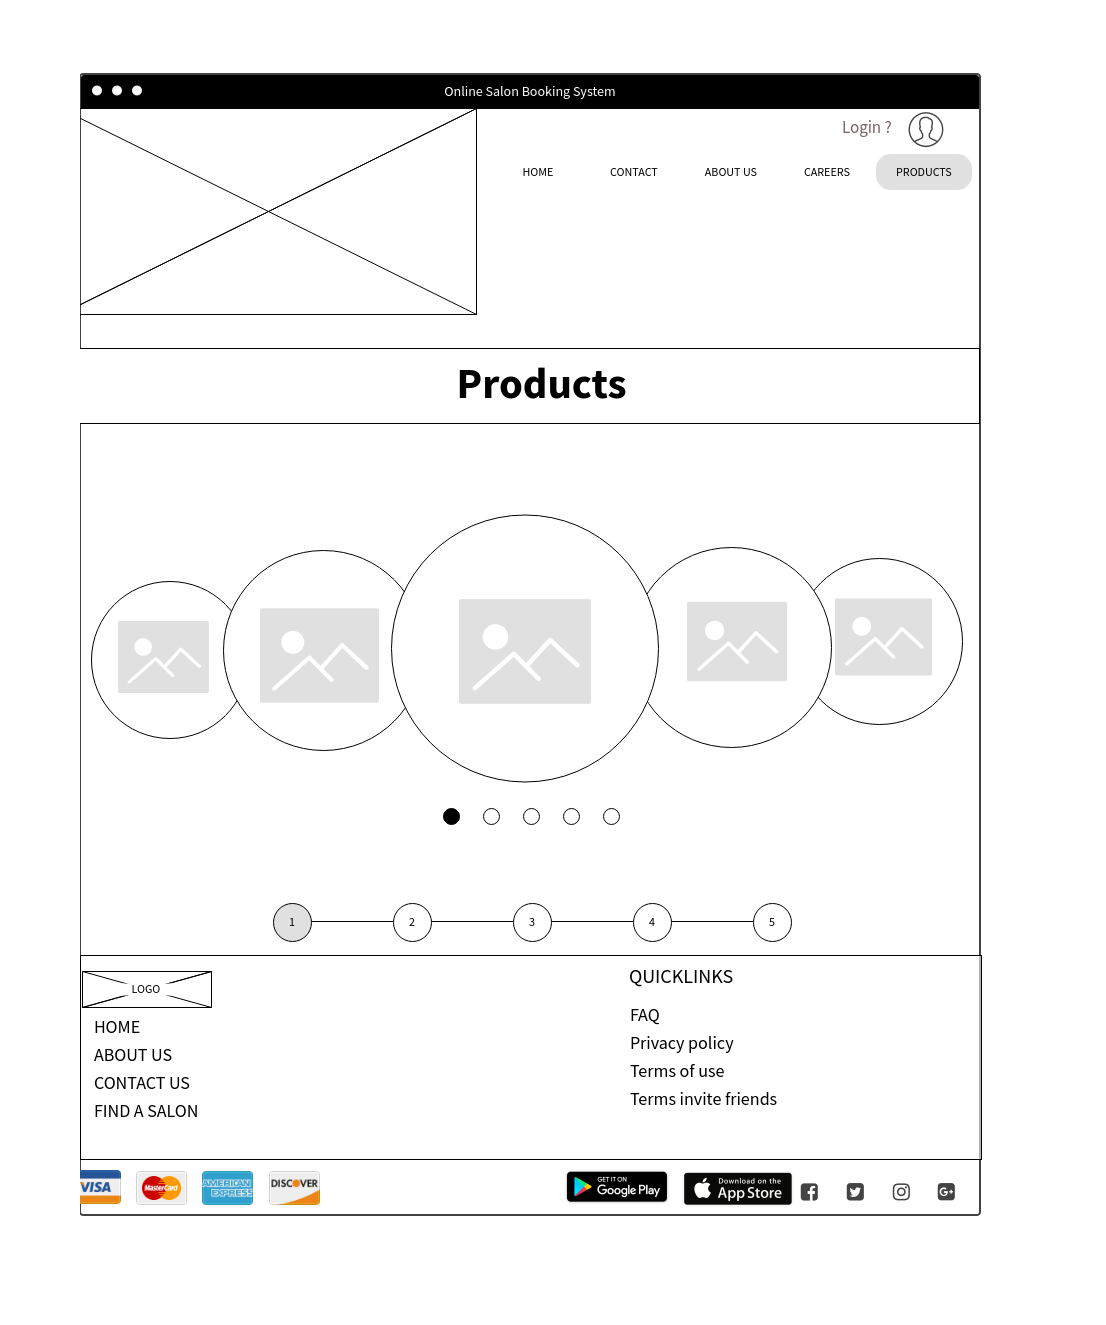 Online Salon Booking System
Login ?
HOME CONTACT ABOUT US CAREERS PRODUCTS
Products
1 2 3 4 5
LOGO
HOME
ABOUT US
CONTACT US
FIND A SALON
QUICKLINKS
FAQ
Privacy policy
Terms of use
Terms invite friends
VISA
MasterCard
AMERICAN
EXPRESS
DISCOVER
GET IT ON
Google Play
Download on the
App Store
G+